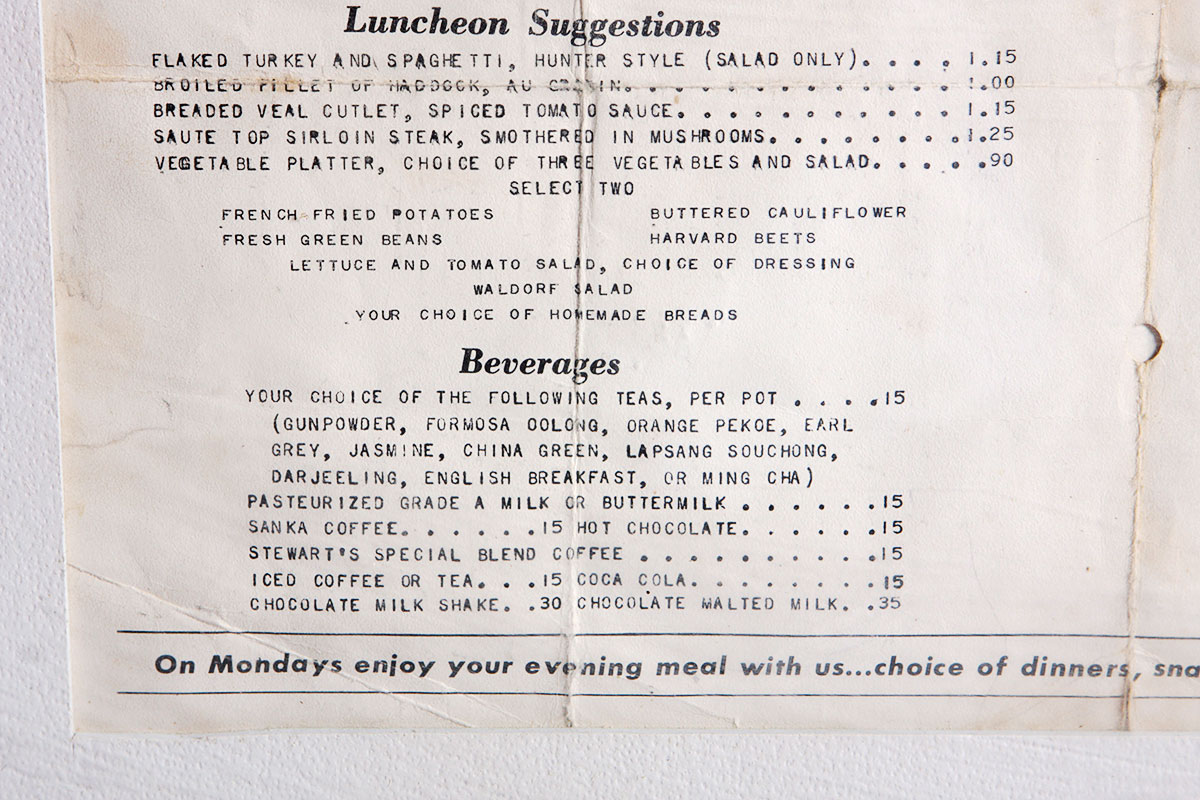 Luncheon Suggestions
FLAKED TURKEY AND SPAGHETTI, HUNTER STYLE (SALAD ONLY). . . . 1.15
BROILED FILLET OF HADDOCK, AU GRATIN. . . . . . . . . . . . . 1.00
BREADED VEAL CUTLET, SPICED TOMATO SAUCE. . . . . . . . . . . 1.15
SAUTE TOP SIRLOIN STEAK, SMOTHERED IN MUSHROOMS. . . . . . . .1.25
VEGETABLE PLATTER, CHOICE OF THREE VEGETABLES AND SALAD. . . . .90
SELECT TWO
FRENCH FRIED POTATOES BUTTERED CAULIFLOWER
FRESH GREEN BEANS HARVARD BEETS
LETTUCE AND TOMATO SALAD, CHOICE OF DRESSING
WALDORF SALAD
YOUR CHOICE OF HOMEMADE BREADS
Beverages
YOUR CHOICE OF THE FOLLOWING TEAS, PER POT . . . .15
(GUNPOWDER, FORMOSA OOLONG, ORANGE PEKOE, EARL
GREY, JASMINE, CHINA GREEN, LAPSANG SOUCHONG,
DARJEELING, ENGLISH BREAKFAST, OR MING CHA)
PASTEURIZED GRADE A MILK OR BUTTERMILK . . . . . .15
SANKA COFFEE. . . . . .15 HOT CHOCOLATE. . . . . .15
STEWART'S SPECIAL BLEND COFFEE . . . . . . . . . .15
ICED COFFEE OR TEA. . .15 COCA COLA. . . . . . . .15
CHOCOLATE MILK SHAKE. .30 CHOCOLATE MALTED MILK. .35
On Mondays enjoy your evening meal with us...choice of dinners, sna